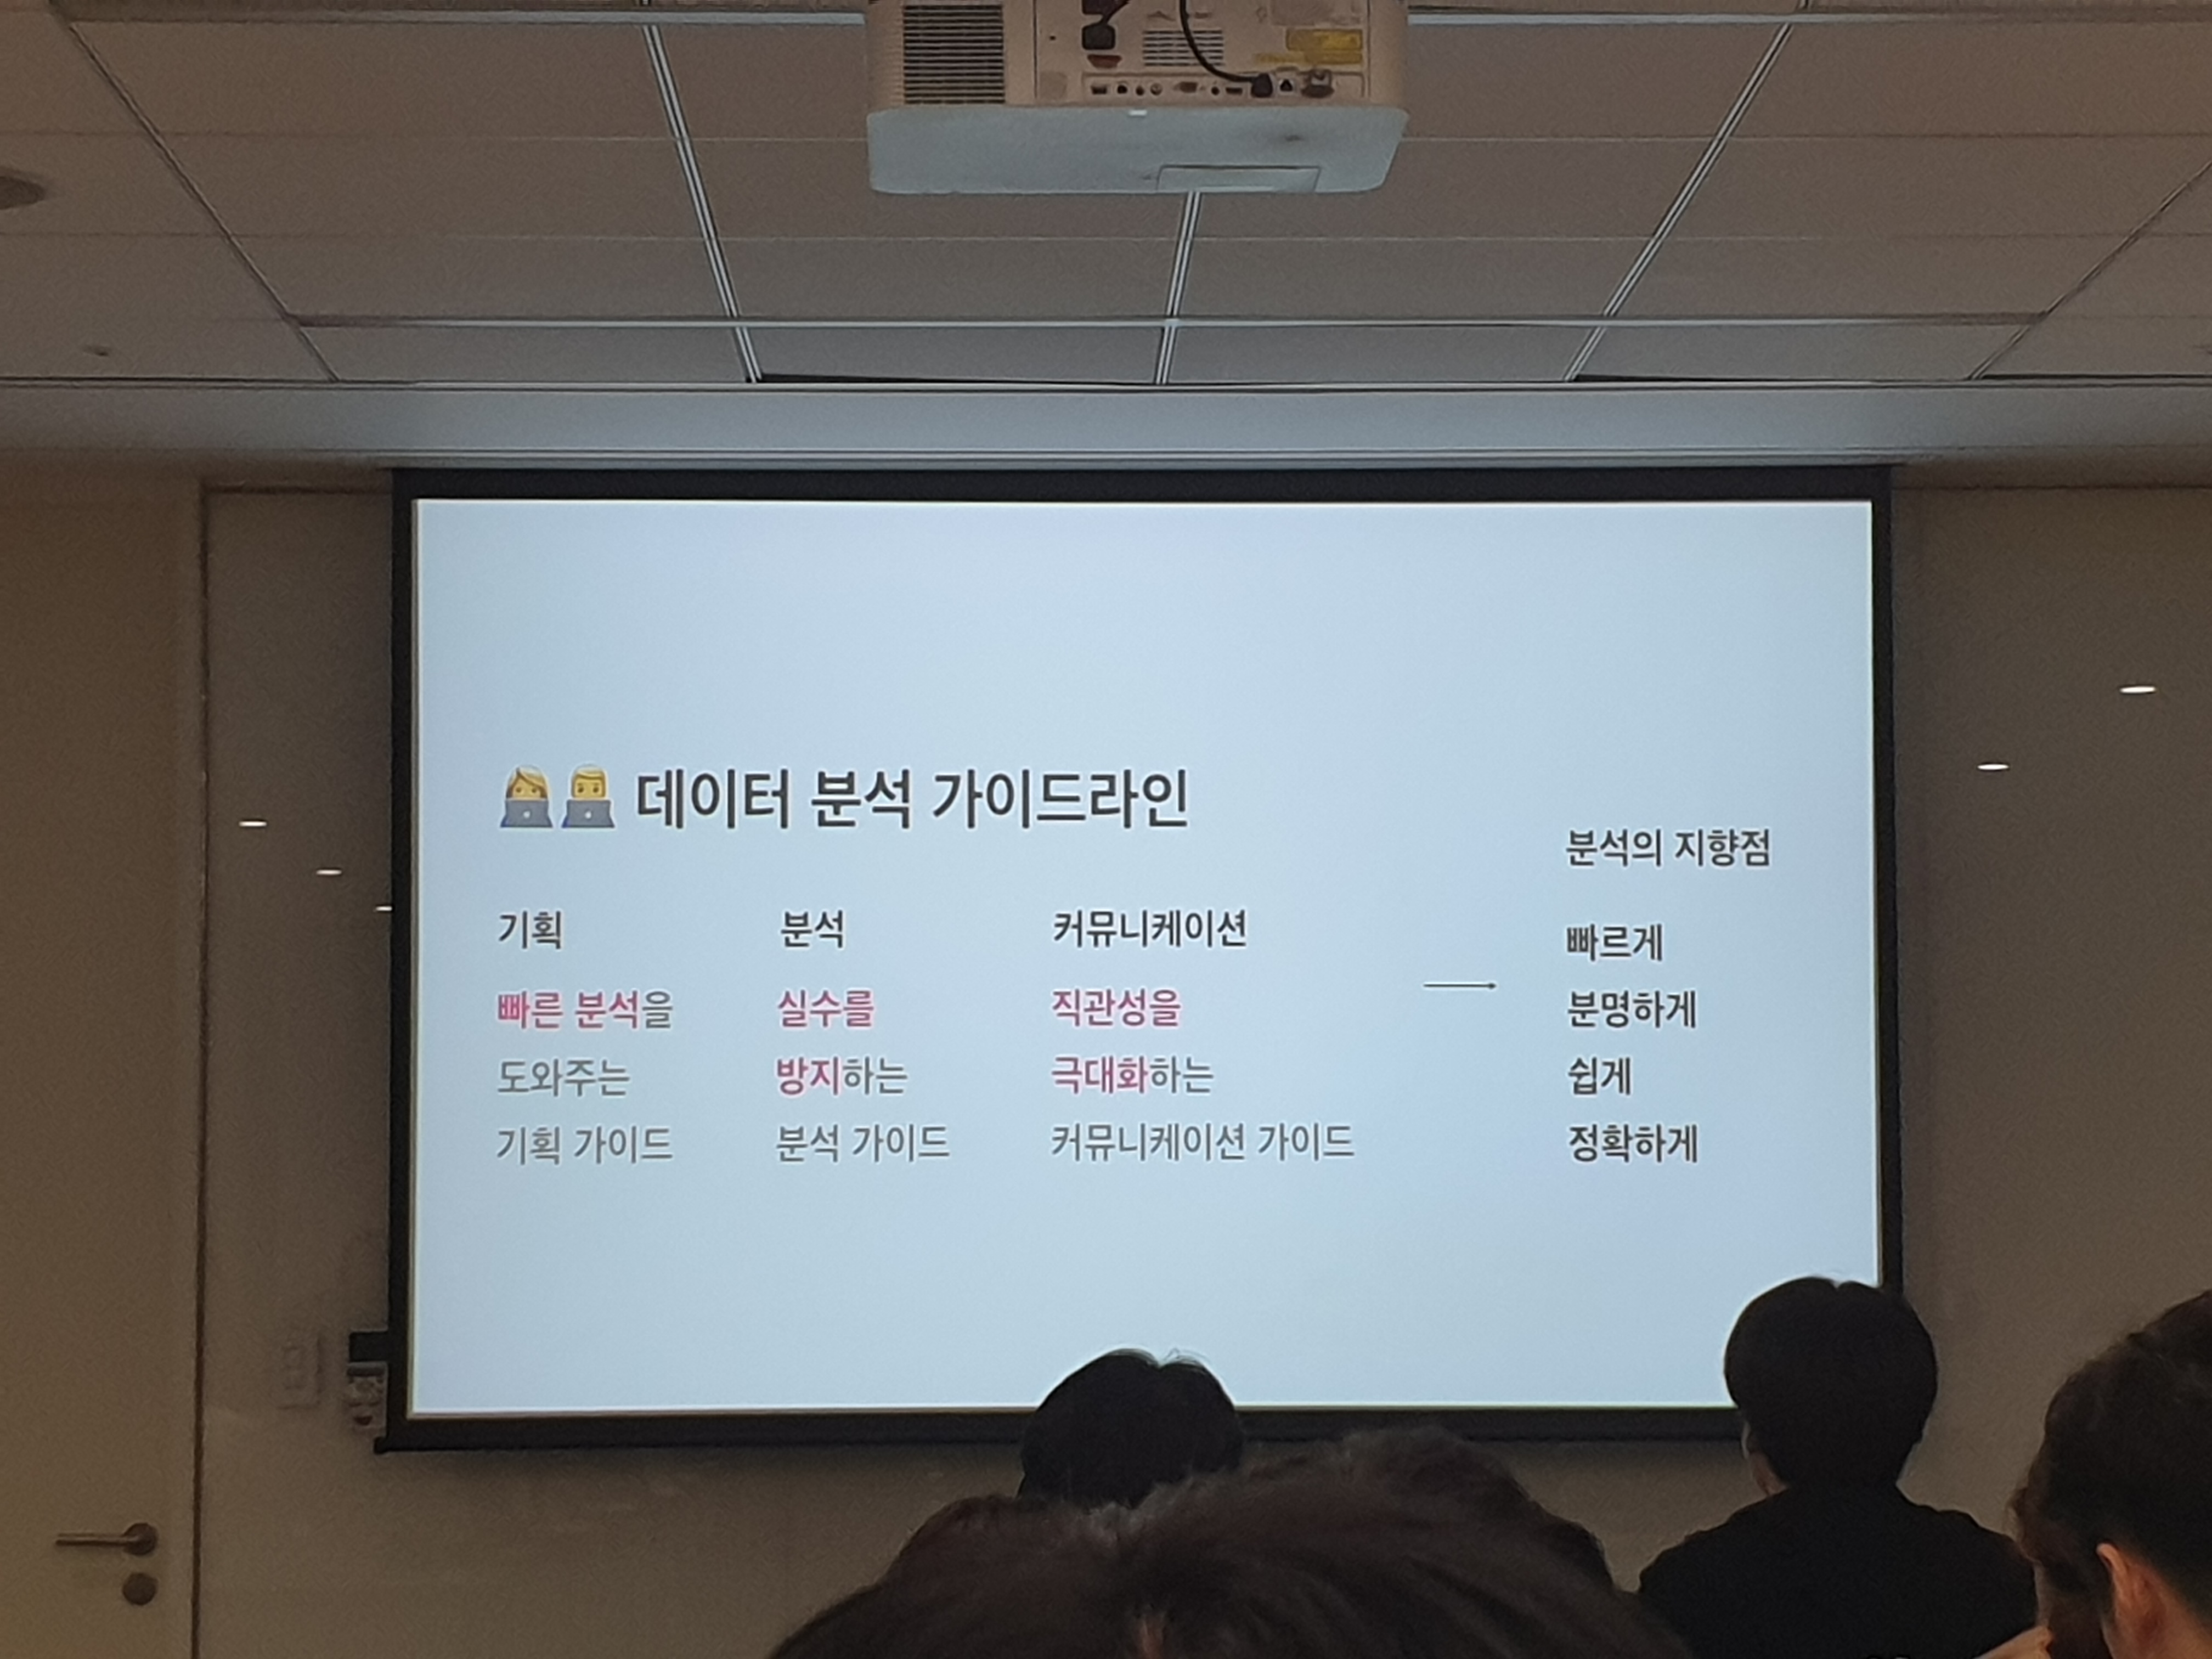 데이터 분석 가이드라인
기획
빠른 분석을
도와주는
기획 가이드
분석
실수를
방지하는
분석 가이드
커뮤니케이션
직관성을
극대화하는
커뮤니케이션 가이드
분석의 지향점
빠르게
분명하게
쉽게
정확하게